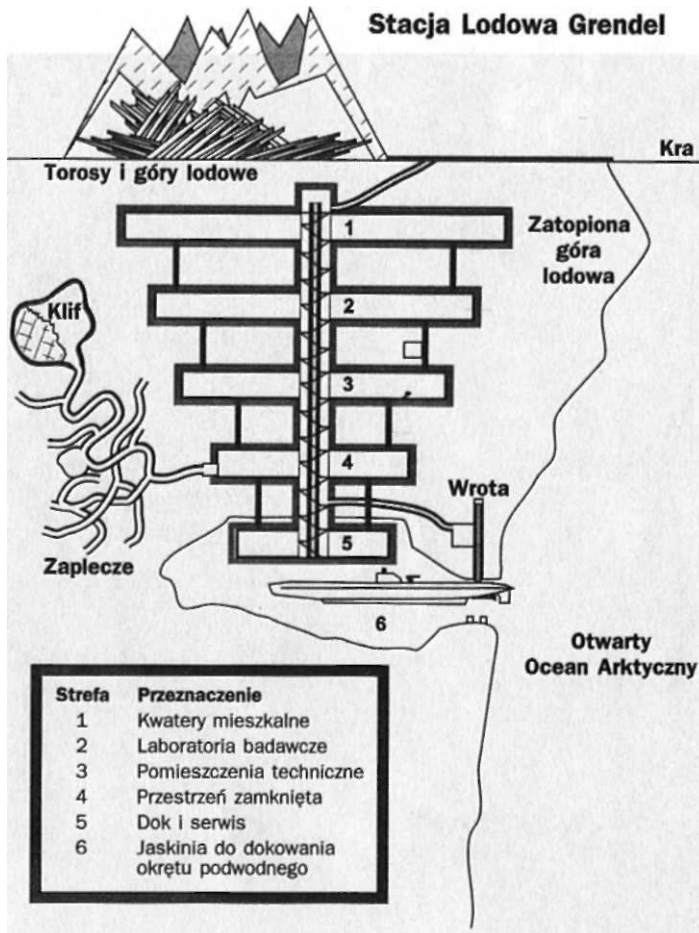 Stacja Lodowa Grendel
Kra
Torosy i góry lodowe
1
Zatopiona
góra
lodowa
Klif
2
3
4
Wrota
5
Zaplecze
6
Otwarty
Ocean Arktyczny
Strefa Przeznaczenie
1 Kwatery mieszkalne
2 Laboratoria badawcze
3 Pomieszczenia techniczne
4 Przestrzeń zamknięta
5 Dok i serwis
6 Jaskinia do dokowania
okrętu podwodnego